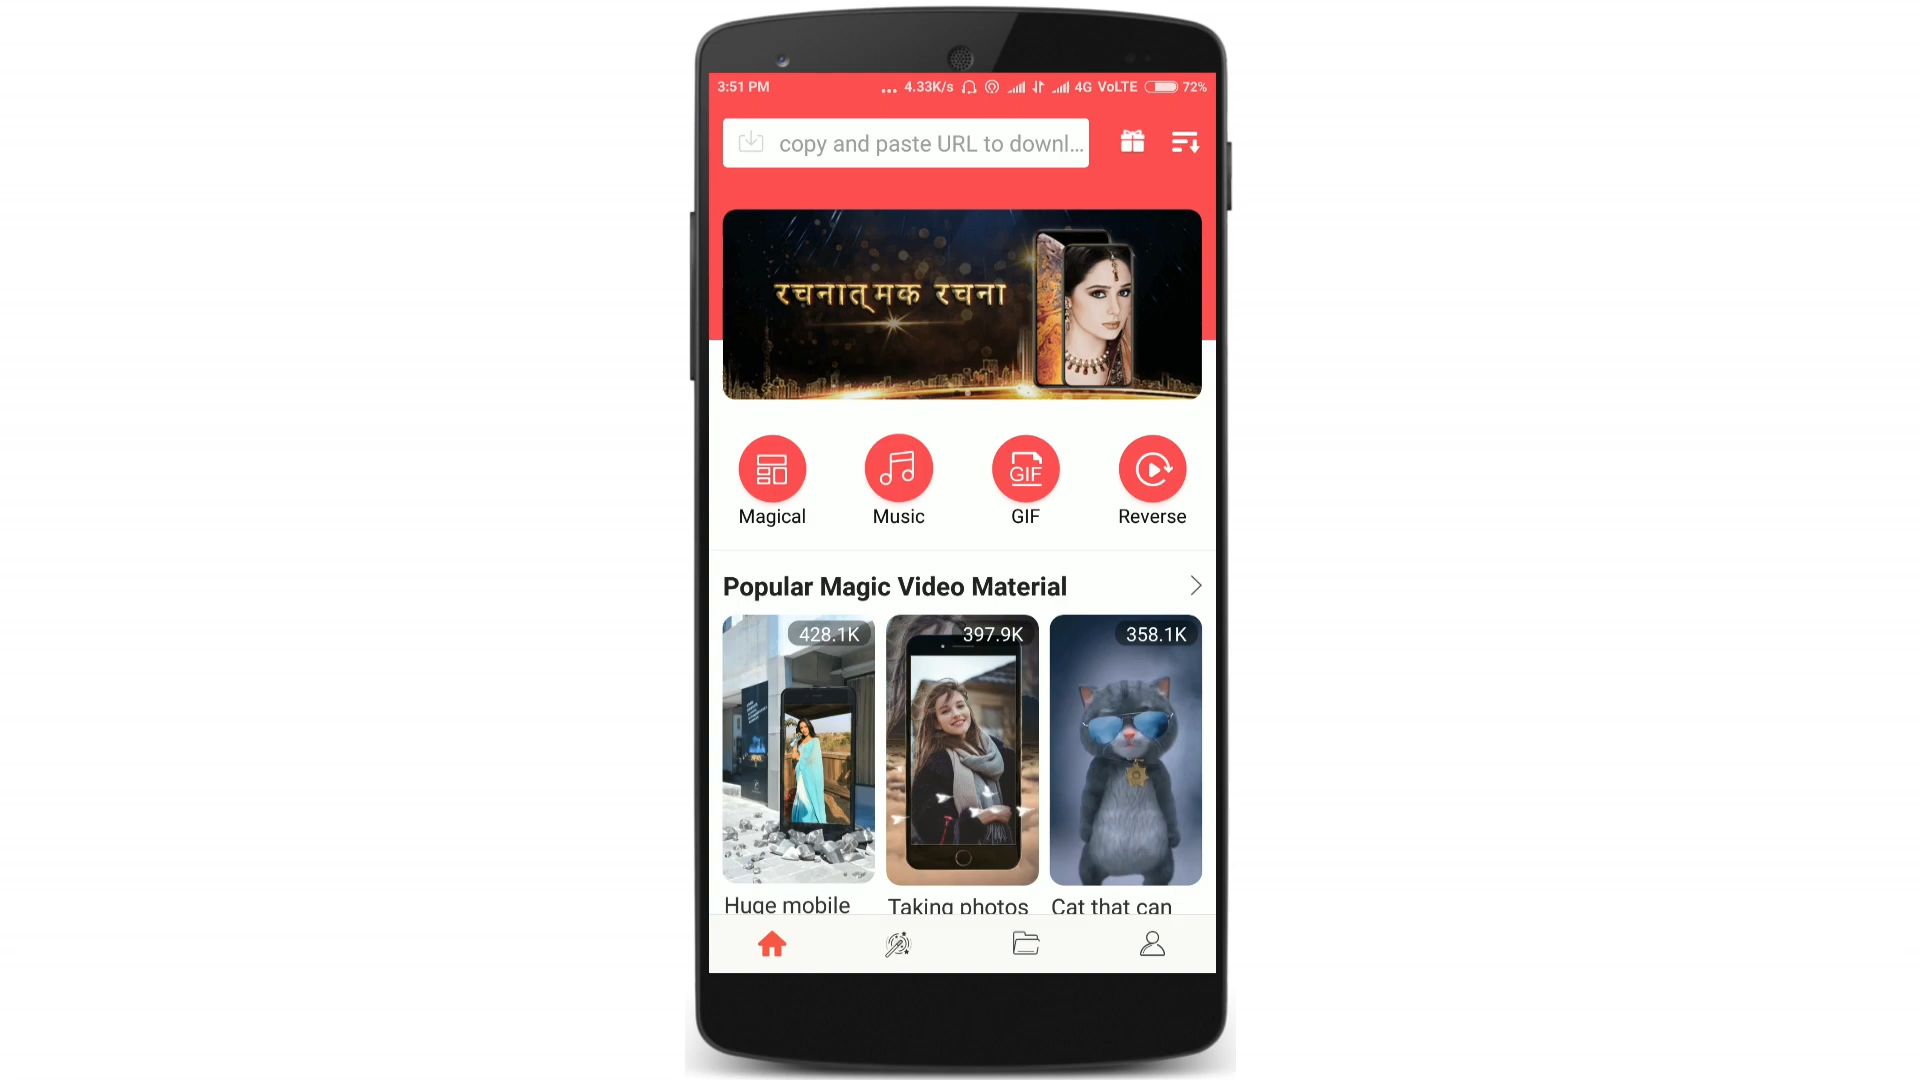 3:51 PM ... 4.33K/s 4G VoLTE 72%
copy and paste URL to downl...
रचनात्मक रचना
GIF
Magical Music GIF Reverse
Popular Magic Video Material
428.1K 397.9K 358.1K
Huge mobile Taking photos Cat that can